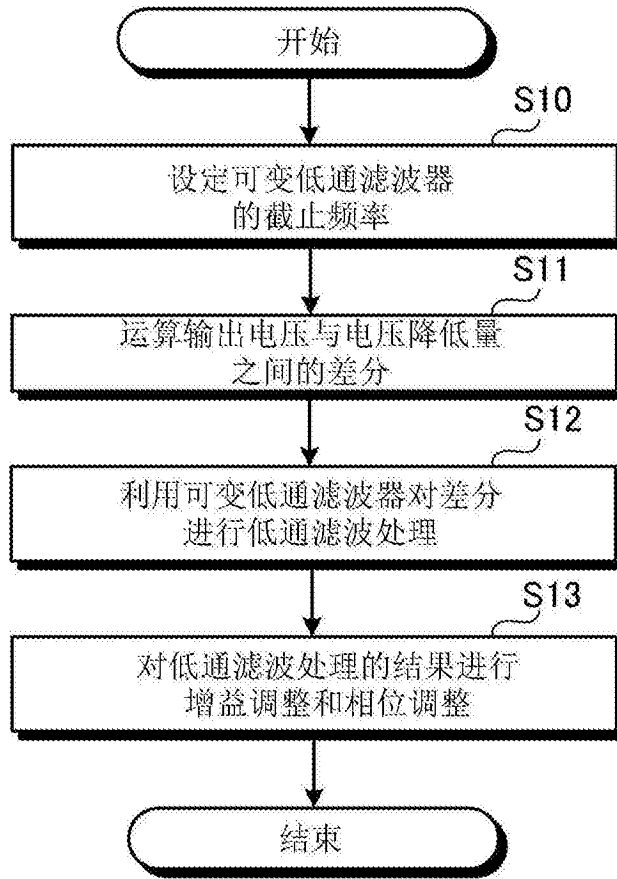 开始
S10
设定可变低通滤波器
的截止频率
S11
运算输出电压与电压降低量
之间的差分
S12
利用可变低通滤波器对差分
进行低通滤波处理
S13
对低通滤波处理的结果进行
增益调整和相位调整
结束